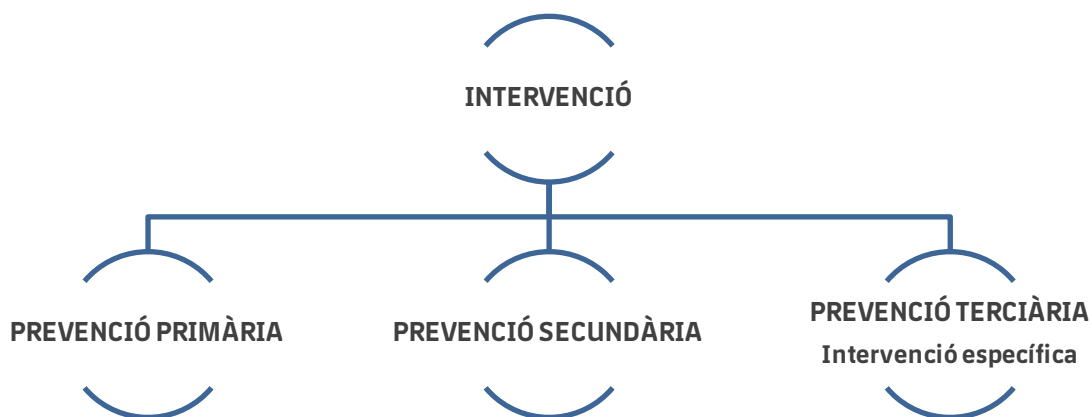 INTERVENCIÓ
PREVENCIÓ PRIMÀRIA
PREVENCIÓ SECUNDÀRIA
PREVENCIÓ TERCIÀRIA
Intervenció específica